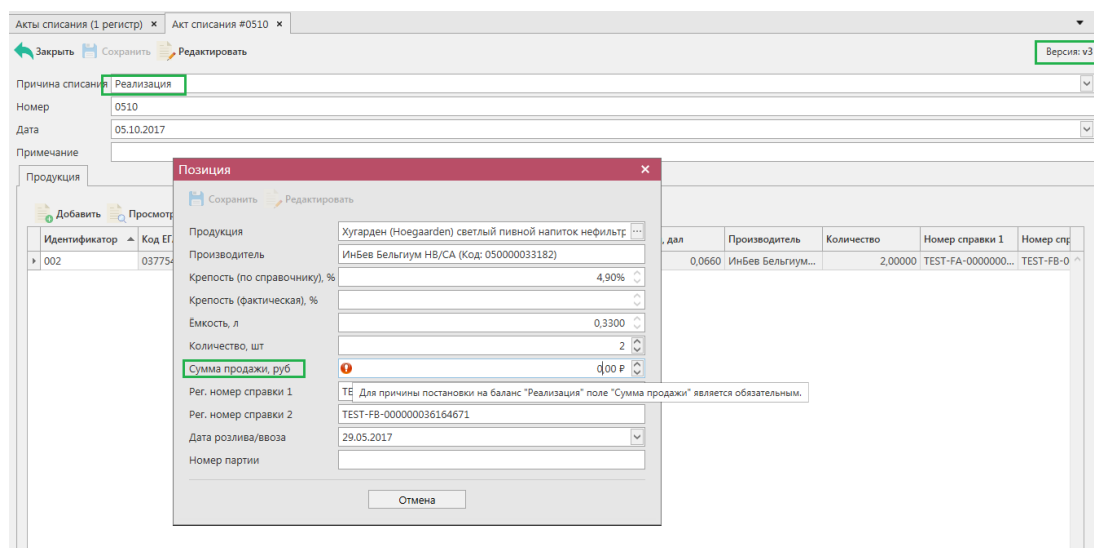 Акты списания (1 регистр) × Акт списания #0510 ×
Закрыть Сохранить Редактировать Версия: v3
Причина списания Реализация
Номер 0510
Дата 05.10.2017
Примечание
Продукция
Добавить Просмотр
Идентификатор Код ЕГ. , дал Производитель Количество Номер справки 1 Номер спр
002 03775 0,0660 ИнБев Бельгиум... 2,00000 TEST-FA-0000000... TEST-FB-0
Позиция ×
Сохранить Редактировать
Продукция Хугарден (Hoegaarden) светлый пивной напиток нефильтр ...
Производитель ИнБев Бельгиум НВ/СА (Код: 050000033182)
Крепость (по справочнику), % 4,90%
Крепость (фактическая), %
Ёмкость, л 0,3300
Количество, шт 2
Сумма продажи, руб 0,00 ₽
Рег. номер справки 1 TE
Для причины постановки на баланс "Реализация" поле "Сумма продажи" является обязательным.
Рег. номер справки 2 TEST-FB-000000036164671
Дата розлива/ввоза 29.05.2017
Номер партии
Отмена